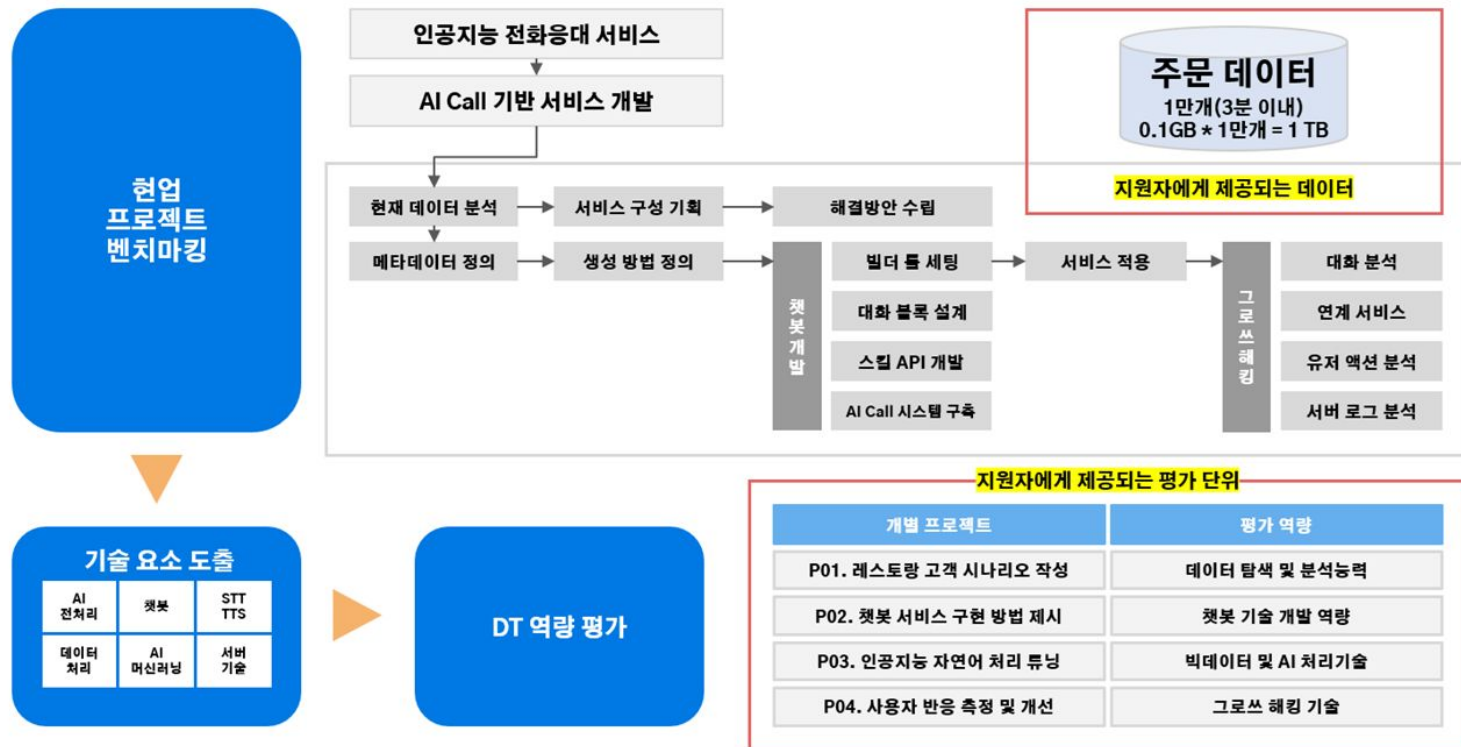 현업
프로젝트
벤치마킹
인공지능 전화응대 서비스
AI Call 기반 서비스 개발
주문 데이터
1만개(3분 이내)
0.1GB * 1만개 = 1 TB
지원자에게 제공되는 데이터
현재 데이터 분석
서비스 구성 기획
해결방안 수립
메타데이터 정의
생성 방법 정의
챗봇개발
빌더 툴 세팅
대화 블록 설계
스킬 API 개발
AI Call 시스템 구축
서비스 적용
그로쓰해킹
대화 분석
연계 서비스
유저 액션 분석
서버 로그 분석
기술 요소 도출
AI
전처리
챗봇
STT
TTS
데이터
처리
AI
머신러닝
서버
기술
DT 역량 평가
지원자에게 제공되는 평가 단위
개별 프로젝트
평가 역량
P01. 레스토랑 고객 시나리오 작성
데이터 탐색 및 분석능력
P02. 챗봇 서비스 구현 방법 제시
챗봇 기술 개발 역량
P03. 인공지능 자연어 처리 튜닝
빅데이터 및 AI 처리기술
P04. 사용자 반응 측정 및 개선
그로쓰 해킹 기술